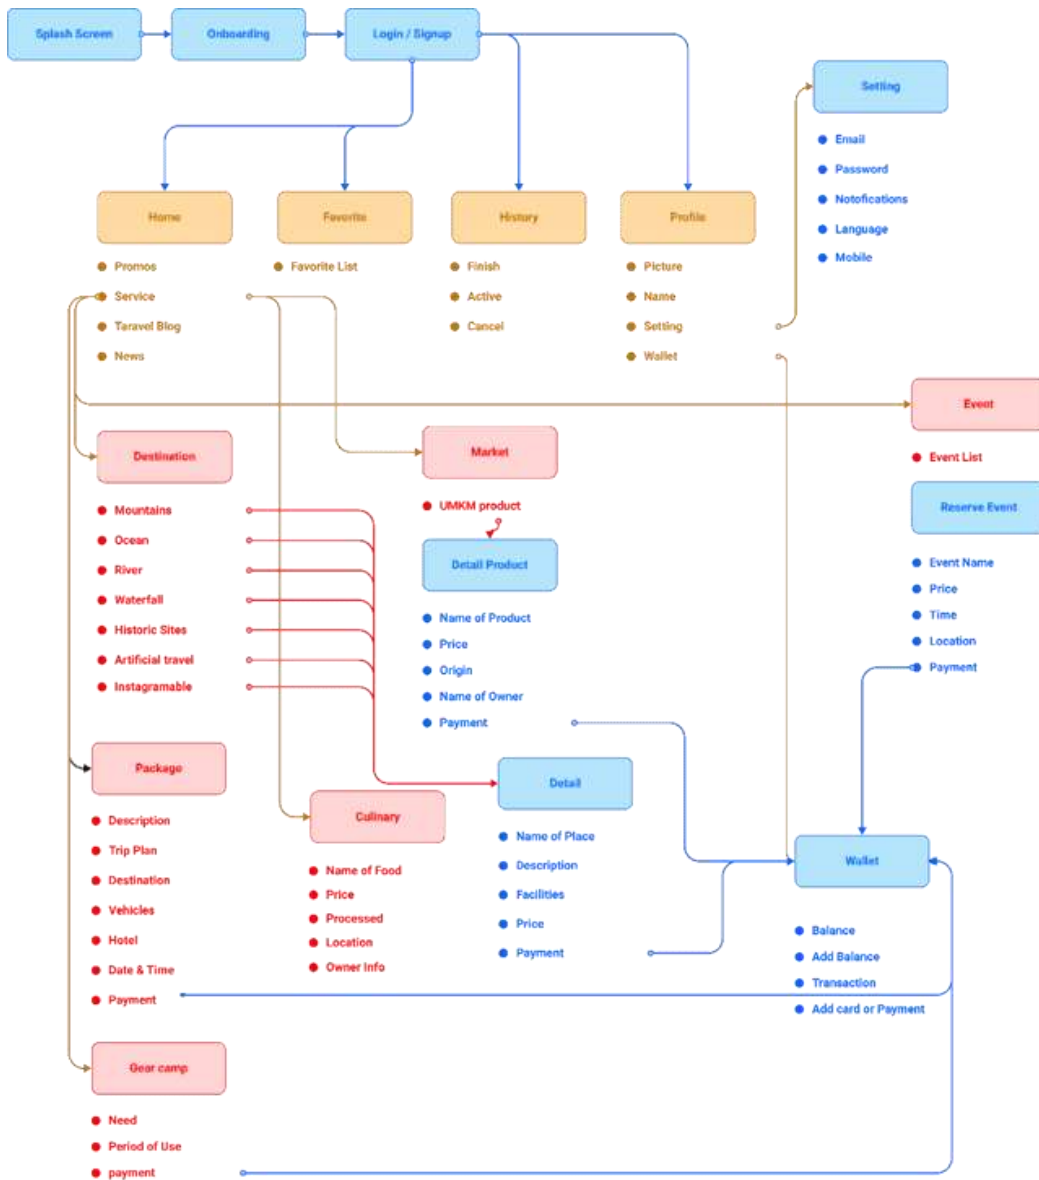 Splash Screen
Onboarding
Login / Signup
Setting
Email
Password
Notofications
Language
Mobile
Home
Promos
Service
Taravel Blog
News
Favorite
Favorite List
History
Finish
Active
Cancel
Profile
Picture
Name
Setting
Wallet
Event
Event List
Reserve Event
Event Name
Price
Time
Location
Payment
Destination
Mountains
Ocean
River
Waterfall
Historic Sites
Artificial travel
Instagramable
Market
UMKM product
Detail Product
Name of Product
Price
Origin
Name of Owner
Payment
Package
Description
Trip Plan
Destination
Vehicles
Hotel
Date & Time
Payment
Culinary
Name of Food
Price
Processed
Location
Owner Info
Detail
Name of Place
Description
Facilities
Price
Payment
Wallet
Balance
Add Balance
Transaction
Add card or Payment
Gear camp
Need
Period of Use
payment